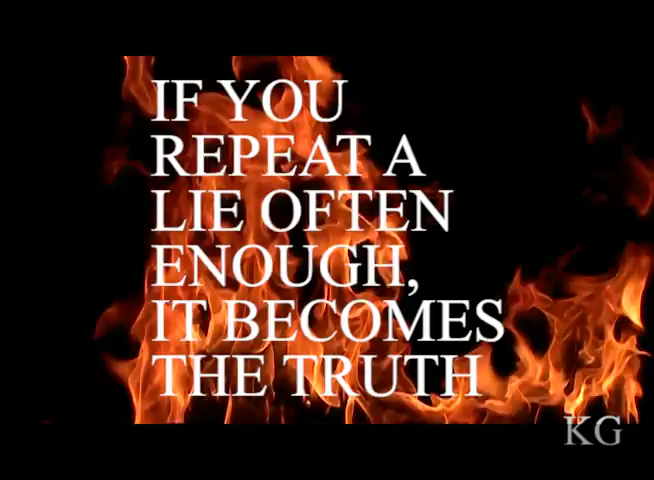 IF YOU
REPEAT A
LIE OFTEN
ENOUGH,
IT BECOMES
THE TRUTH
KG